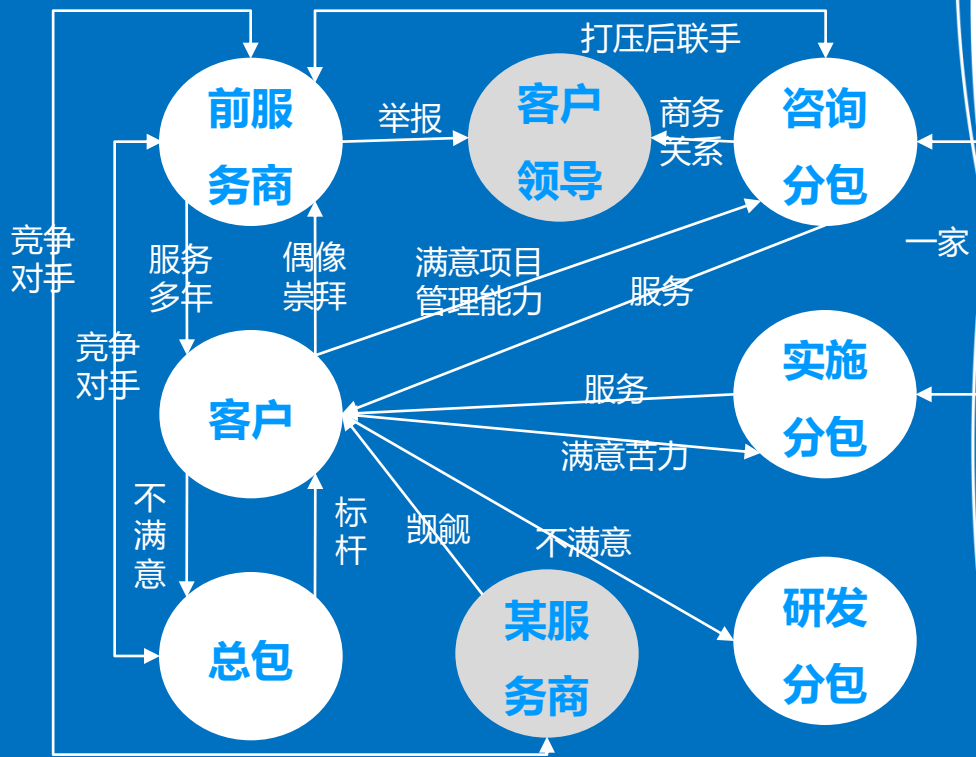 打压后联手
前服
务商
举报
客户
领导
商务
关系
咨询
分包
竞争
对手
服务
多年
偶像
崇拜
满意项目
管理能力
服务
一家
竞争
对手
客户
服务
满意苦力
实施
分包
不
满
意
标
杆
觊觎
不满意
总包
某服
务商
研发
分包